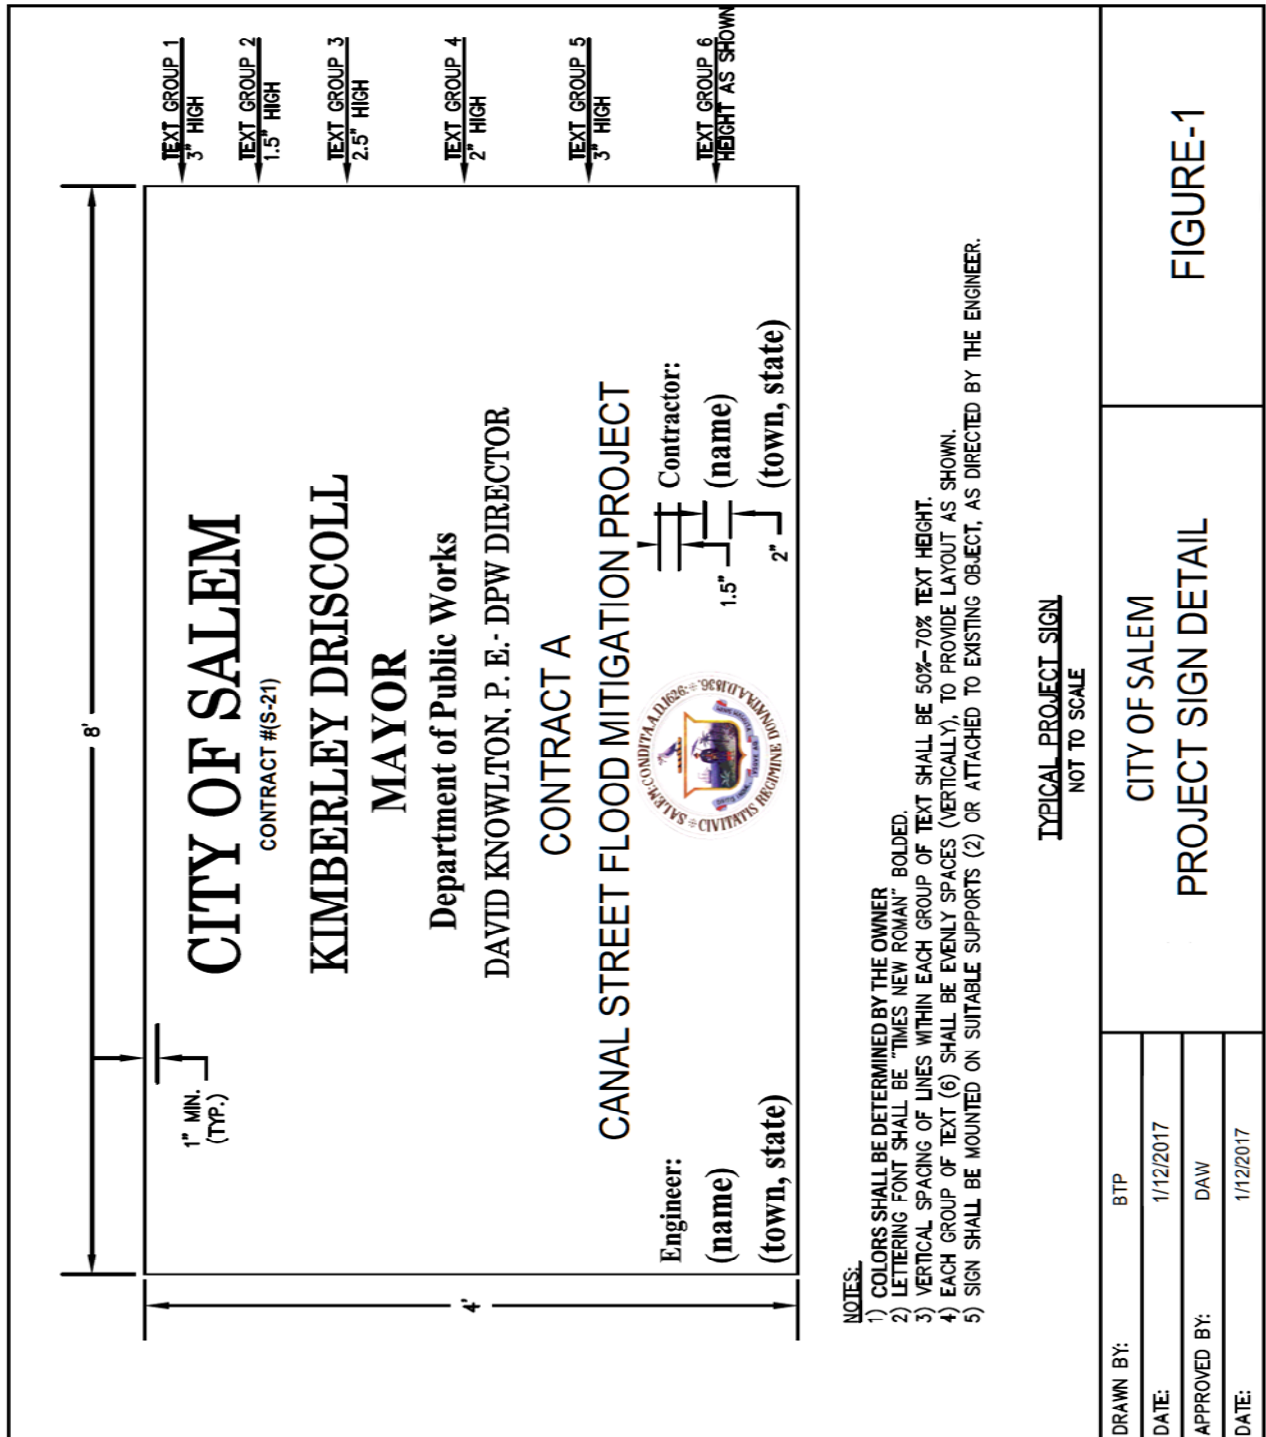 8'
1" MIN.
(TYP.)
4'
CITY OF SALEM
CONTRACT #(S-21)
KIMBERLEY DRISCOLL
MAYOR
Department of Public Works
DAVID KNOWLTON, P. E.- DPW DIRECTOR
CONTRACT A
CANAL STREET FLOOD MITIGATION PROJECT
Engineer:
(name)
(town, state)
SALEM:CONDITA A.D.1626
CIVITATIS REGIMINE DONATA A.D.1836.
1.5"
2"
Contractor:
(name)
(town, state)
TEXT GROUP 1
3" HIGH
TEXT GROUP 2
1.5" HIGH
TEXT GROUP 3
2.5" HIGH
TEXT GROUP 4
2" HIGH
TEXT GROUP 5
3" HIGH
TEXT GROUP 6
HEIGHT AS SHOWN
NOTES:
1) COLORS SHALL BE DETERMINED BY THE OWNER
2) LETTERING FONT SHALL BE "TIMES NEW ROMAN" BOLDED.
3) VERTICAL SPACING OF LINES WITHIN EACH GROUP OF TEXT SHALL BE 50%-70% TEXT HEIGHT.
4) EACH GROUP OF TEXT (6) SHALL BE EVENLY SPACES (VERTICALLY), TO PROVIDE LAYOUT AS SHOWN.
5) SIGN SHALL BE MOUNTED ON SUITABLE SUPPORTS (2) OR ATTACHED TO EXISTING OBJECT, AS DIRECTED BY THE ENGINEER.
TYPICAL PROJECT SIGN
NOT TO SCALE
DRAWN BY: BTP
DATE: 1/12/2017
APPROVED BY: DAW
DATE: 1/12/2017
CITY OF SALEM
PROJECT SIGN DETAIL
FIGURE-1